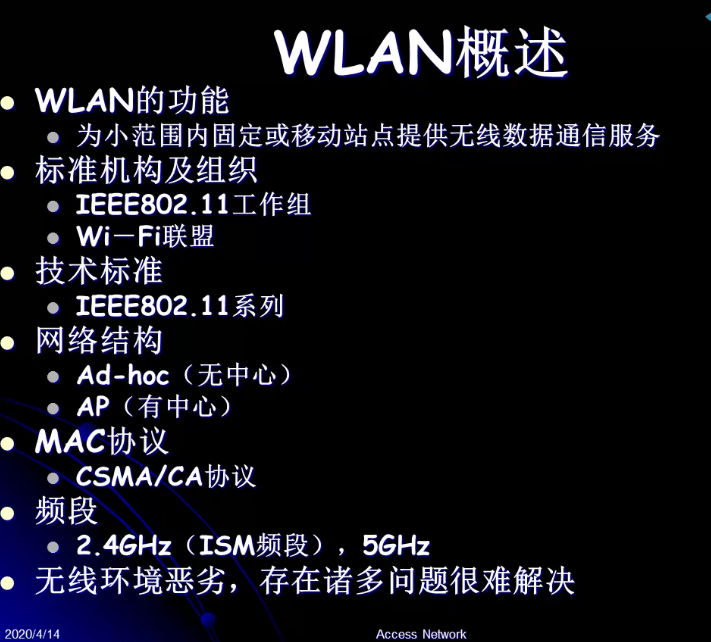 WLAN概述
WLAN的功能
为小范围内固定或移动站点提供无线数据通信服务
标准机构及组织
IEEE802.11工作组
Wi－Fi联盟
技术标准
IEEE802.11系列
网络结构
Ad-hoc（无中心）
AP（有中心）
MAC协议
CSMA/CA协议
频段
2.4GHz（ISM频段），5GHz
无线环境恶劣，存在诸多问题很难解决
2020/4/14
Access Network